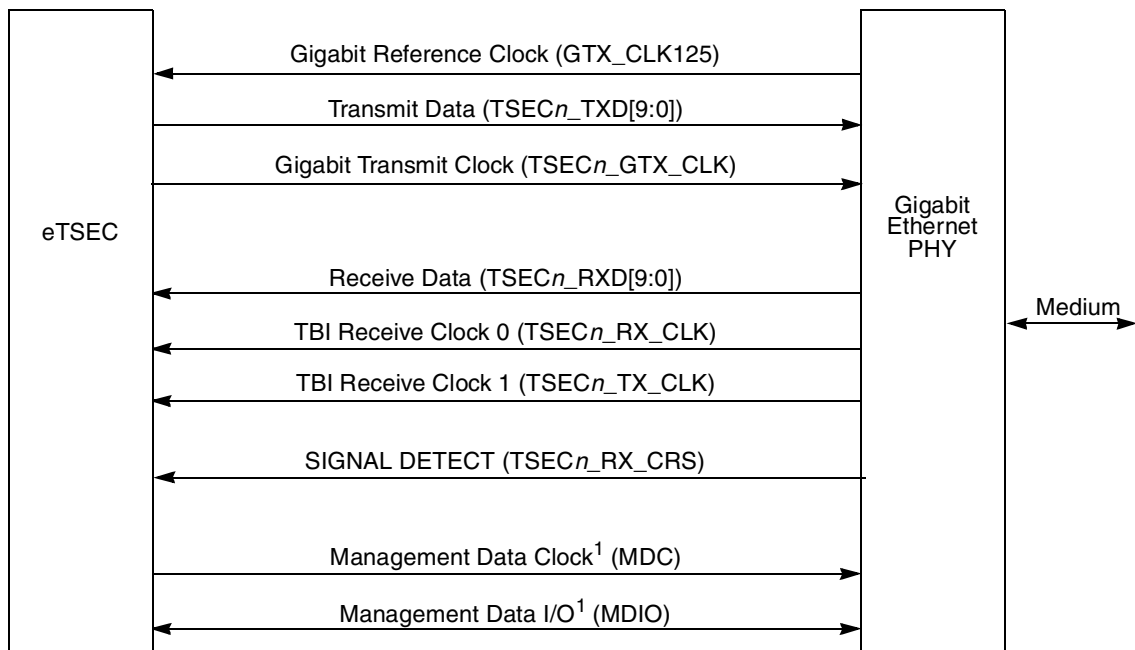 Gigabit Reference Clock (GTX_CLK125)
Transmit Data (TSECn_TXD[9:0])
Gigabit Transmit Clock (TSECn_GTX_CLK)
eTSEC
Gigabit
Ethernet
PHY
Receive Data (TSECn_RXD[9:0])
Medium
TBI Receive Clock 0 (TSECn_RX_CLK)
TBI Receive Clock 1 (TSECn_TX_CLK)
SIGNAL DETECT (TSECn_RX_CRS)
Management Data Clock¹ (MDC)
Management Data I/O¹ (MDIO)